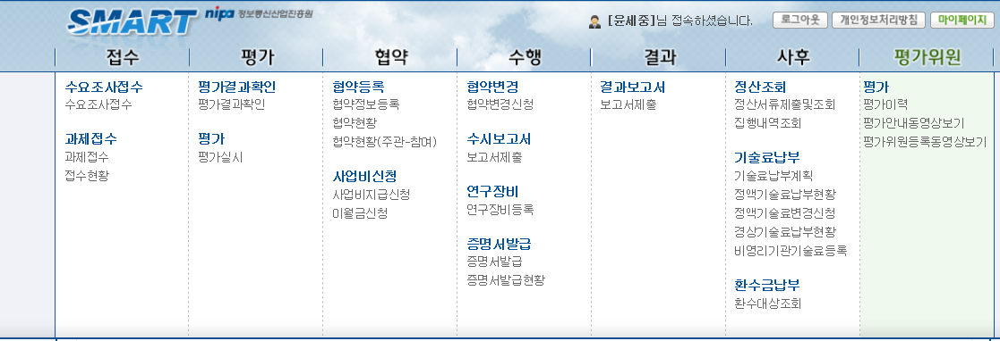 SMART nipa 정보통신산업진흥원
[윤세중]님 접속하셨습니다. 로그아웃 개인정보처리방침 마이페이지
접수 평가 협약 수행 결과 사후 평가위원
수요조사접수
수요조사접수
과제접수
과제접수
접수현황
평가결과확인
평가결과확인
평가
평가실시
협약등록
협약정보등록
협약현황
협약현황(주관-참여)
사업비신청
사업비지급신청
이월금신청
협약변경
협약변경신청
수시보고서
보고서제출
연구장비
연구장비등록
증명서발급
증명서발급
증명서발급현황
결과보고서
보고서제출
정산조회
정산서류제출및조회
집행내역조회
기술료납부
기술료납부계획
정액기술료납부현황
정액기술료변경신청
경상기술료납부현황
비영리기관기술료등록
환수금납부
환수대상조회
평가
평가이력
평가안내동영상보기
평가위원등록동영상보기